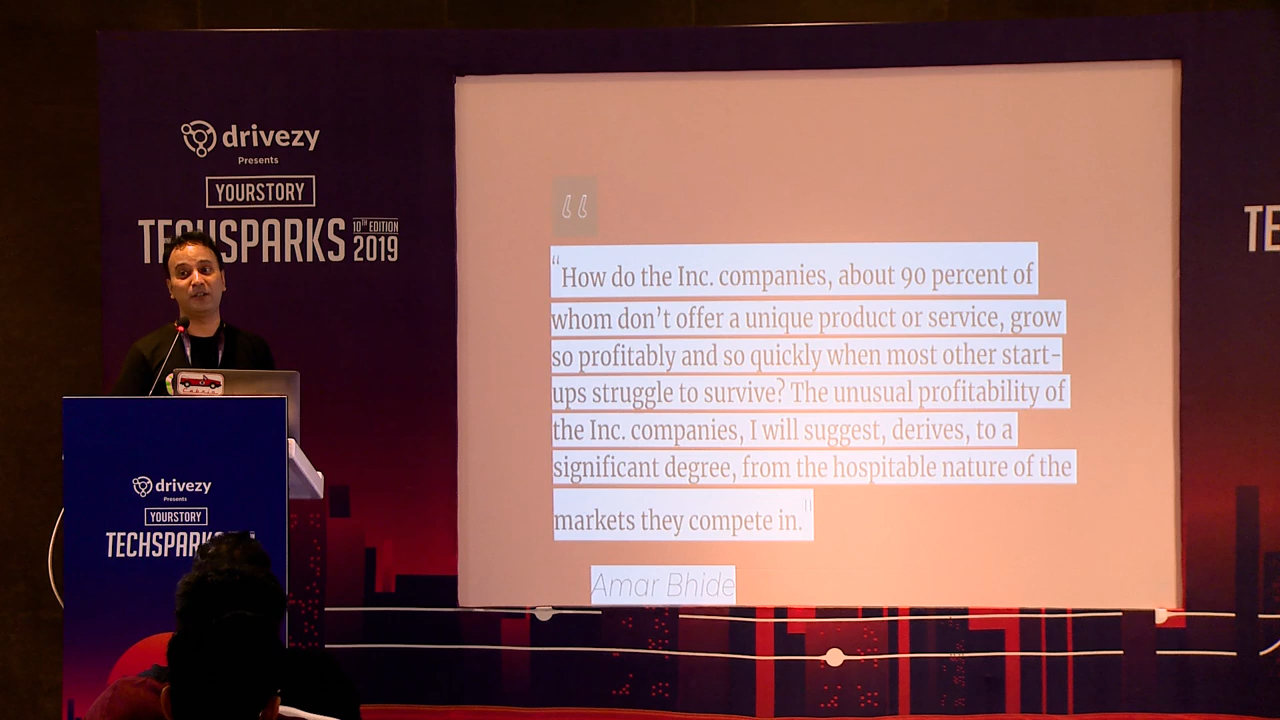 drivezy
Presents
YOURSTORY
TECHSPARKS
10TH EDITION
2019
“How do the Inc. companies, about 90 percent of
whom don’t offer a unique product or service, grow
so profitably and so quickly when most other start-
ups struggle to survive? The unusual profitability of
the Inc. companies, I will suggest, derives, to a
significant degree, from the hospitable nature of the
markets they compete in."
Amar Bhide
drivezy
Presents
YOURSTORY
TECHSPARKS
TE